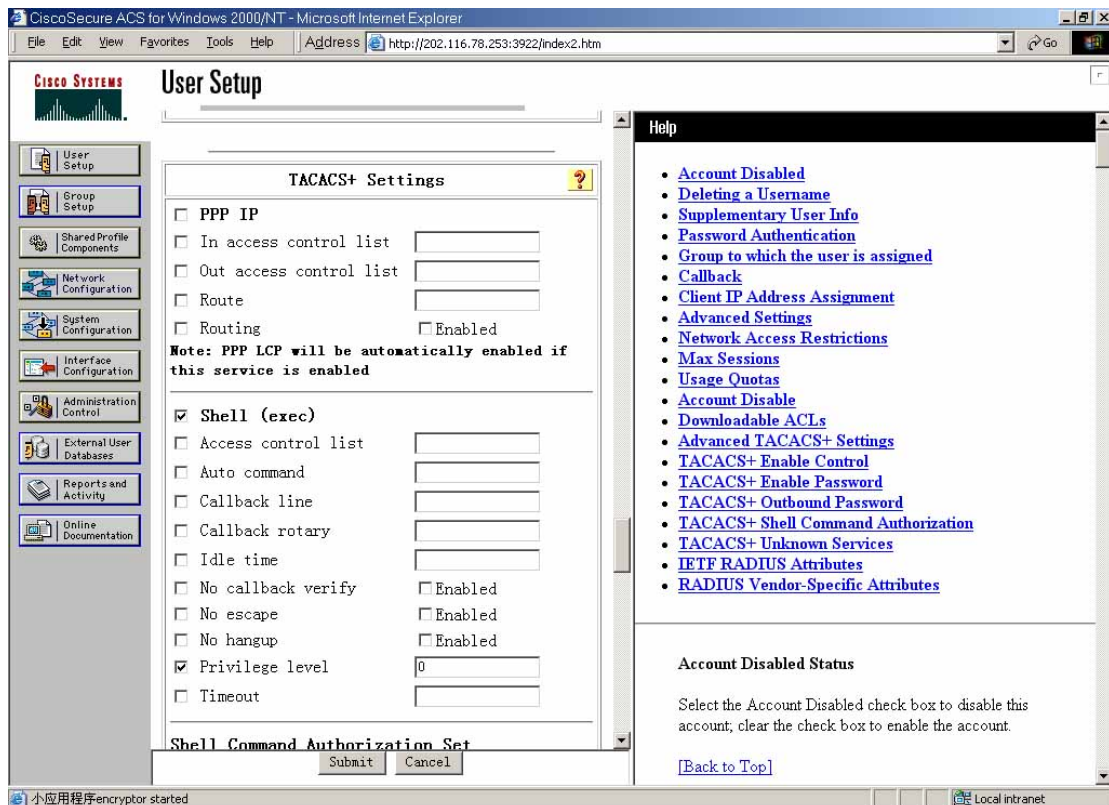 CiscoSecure ACS for Windows 2000/NT - Microsoft Internet Explorer
File Edit View Favorites Tools Help Address http://202.116.78.253:3922/index2.htm Go
CISCO SYSTEMS
User Setup
User Setup
Group Setup
Shared Profile Components
Network Configuration
System Configuration
Interface Configuration
Administration Control
External User Databases
Reports and Activity
Online Documentation
TACACS+ Settings ?
PPP IP
In access control list
Out access control list
Route
Routing Enabled
Note: PPP LCP will be automatically enabled if
this service is enabled
Shell (exec)
Access control list
Auto command
Callback line
Callback rotary
Idle time
No callback verify Enabled
No escape Enabled
No hangup Enabled
Privilege level 0
Timeout
Shell Command Authorization Set
Submit Cancel
Help
Account Disabled
Deleting a Username
Supplementary User Info
Password Authentication
Group to which the user is assigned
Callback
Client IP Address Assignment
Advanced Settings
Network Access Restrictions
Max Sessions
Usage Quotas
Account Disable
Downloadable ACLs
Advanced TACACS+ Settings
TACACS+ Enable Control
TACACS+ Enable Password
TACACS+ Outbound Password
TACACS+ Shell Command Authorization
TACACS+ Unknown Services
IETF RADIUS Attributes
RADIUS Vendor-Specific Attributes
Account Disabled Status
Select the Account Disabled check box to disable this
account; clear the check box to enable the account.
[Back to Top]
小应用程序encryptor started
Local intranet